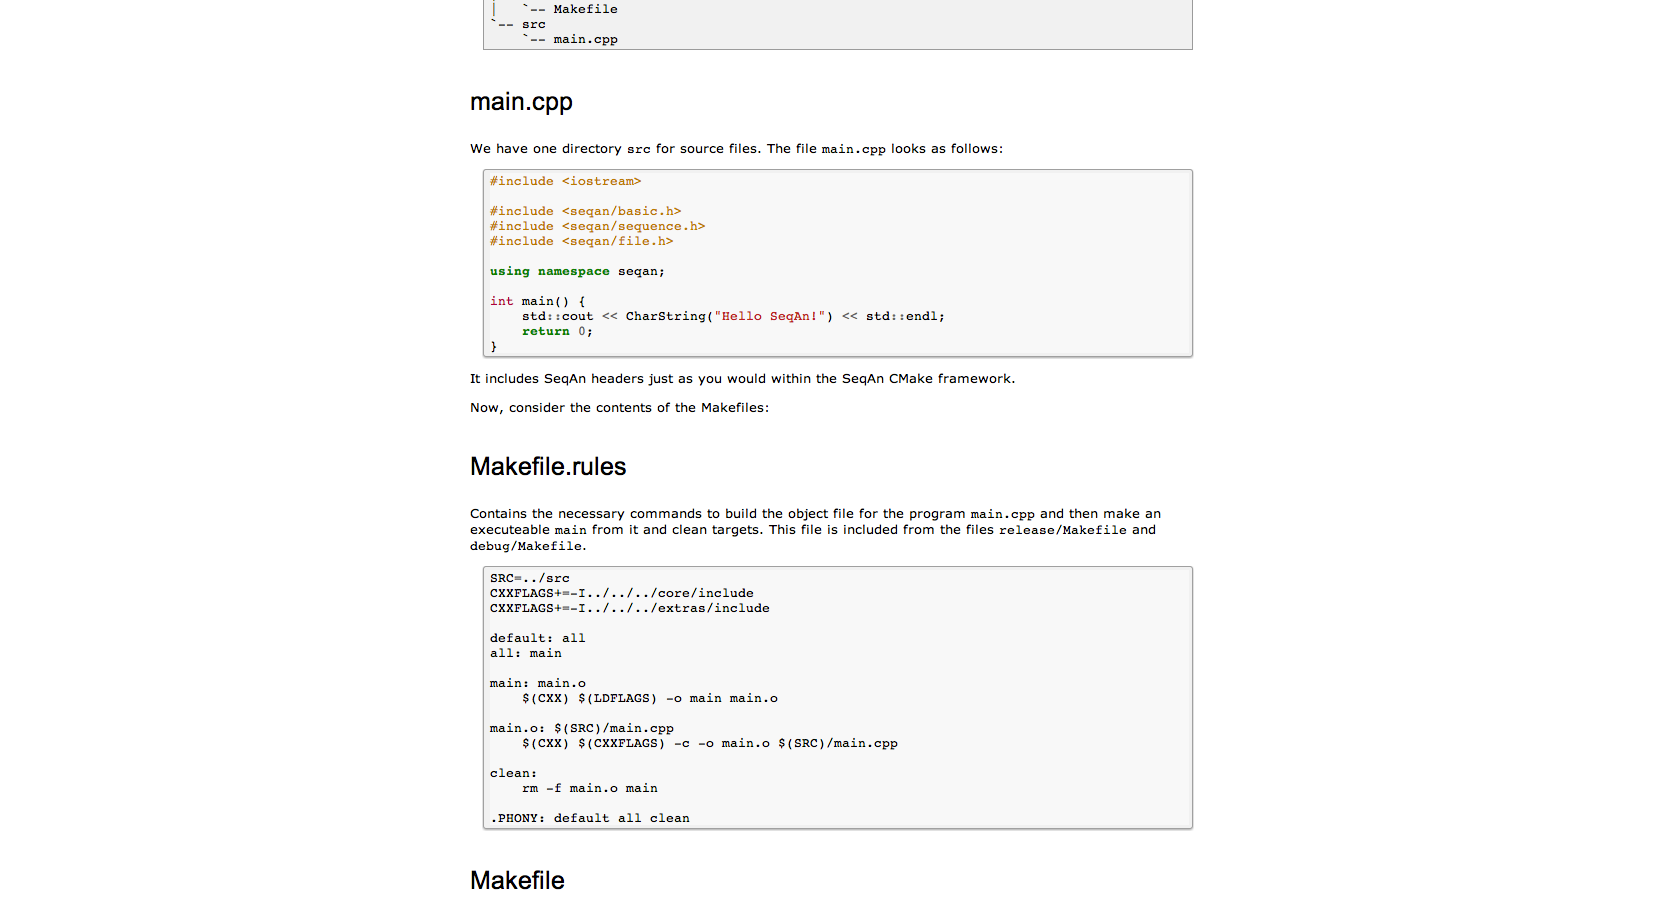 |   `-- Makefile
`-- src
    `-- main.cpp
main.cpp
We have one directory src for source files. The file main.cpp looks as follows:
#include <iostream>
#include <seqan/basic.h>
#include <seqan/sequence.h>
#include <seqan/file.h>
using namespace seqan;
int main() {
    std::cout << CharString("Hello SeqAn!") << std::endl;
    return 0;
}
It includes SeqAn headers just as you would within the SeqAn CMake framework.
Now, consider the contents of the Makefiles:
Makefile.rules
Contains the necessary commands to build the object file for the program main.cpp and then make an
executeable main from it and clean targets. This file is included from the files release/Makefile and
debug/Makefile.
SRC=../src
CXXFLAGS+=-I../../../core/include
CXXFLAGS+=-I../../../extras/include
default: all
all: main
main: main.o
    $(CXX) $(LDFLAGS) -o main main.o
main.o: $(SRC)/main.cpp
    $(CXX) $(CXXFLAGS) -c -o main.o $(SRC)/main.cpp
clean:
    rm -f main.o main
.PHONY: default all clean
Makefile